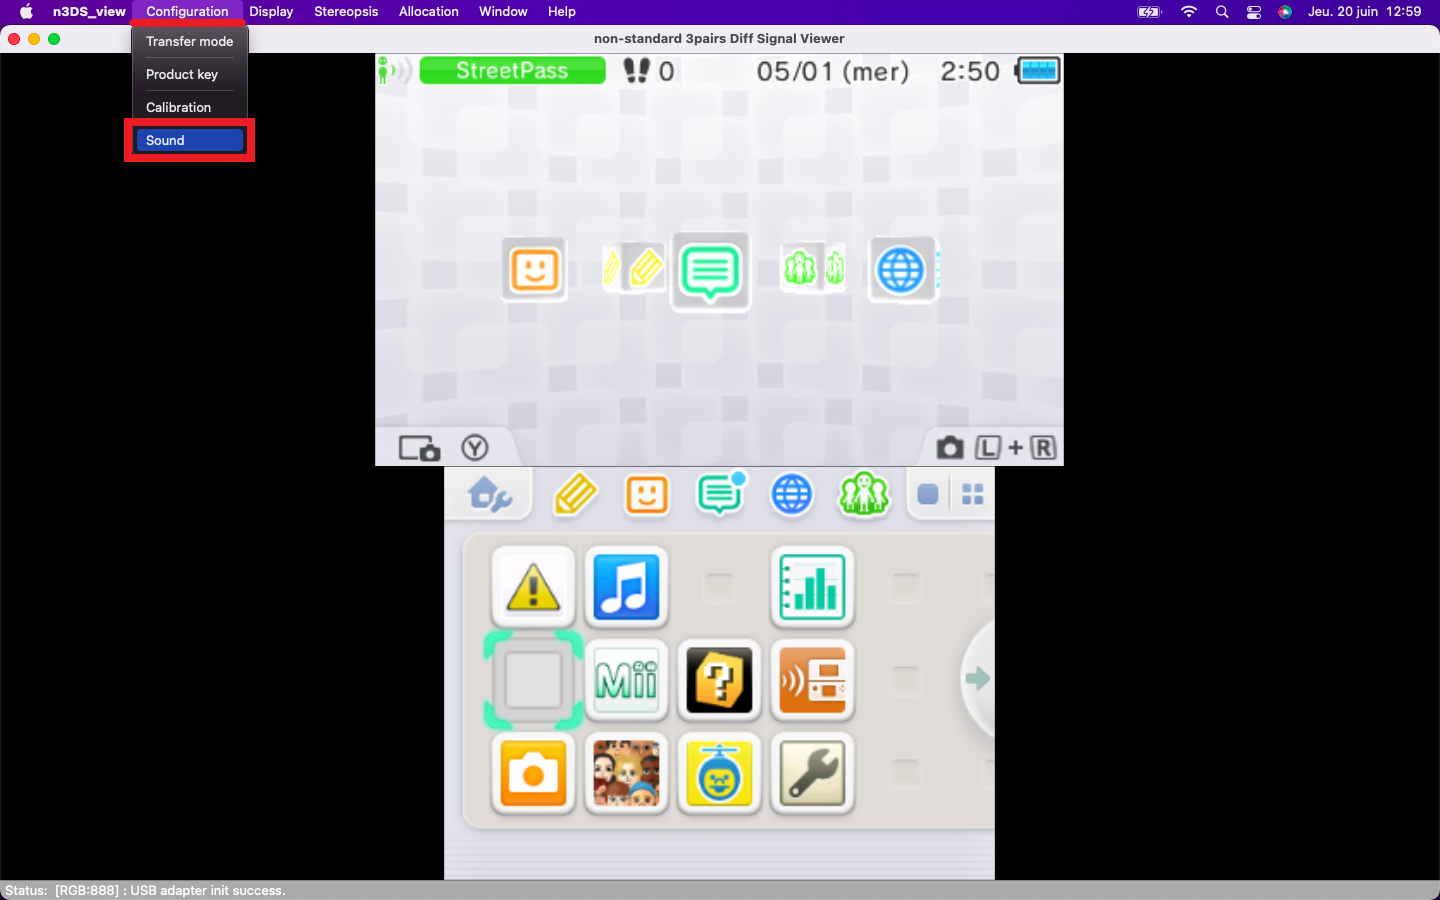 n3DS_view Configuration Display Stereopsis Allocation Window Help Jeu. 20 juin 12:59
Transfer mode
Product key
Calibration
Sound
non-standard 3pairs Diff Signal Viewer
StreetPass 0 05/01 (mer) 2:50
Y L + R
Mii ?
Status: [RGB:888] : USB adapter init success.